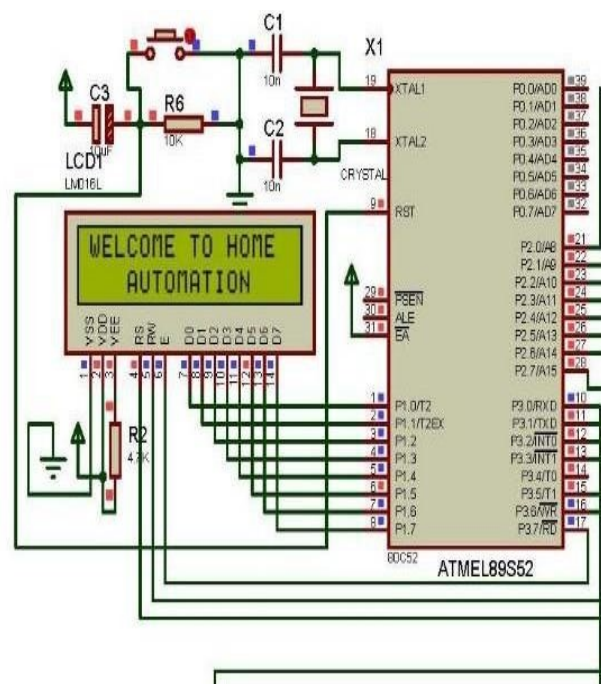 C1
X1
10n
C3
10uF
R6
10K
C2
10n
CRYSTAL
LCD1
LM016L
WELCOME TO HOME
AUTOMATION
VSS
VDD
VEE
RS
RW
E
D0
D1
D2
D3
D4
D5
D6
D7
1
2
3
4
5
6
7
8
9
10
11
12
13
14
R2
19
XTAL1
18
XTAL2
9
RST
29
PSEN
30
ALE
31
EA
1
P1.0/T2
2
P1.1/T2EX
3
P1.2
4
P1.3
5
P1.4
6
P1.5
7
P1.6
8
P1.7
P0.0/AD0 39
P0.1/AD1 38
P0.2/AD2 37
P0.3/AD3 36
P0.4/AD4 35
P0.5/AD5 34
P0.6/AD6 33
P0.7/AD7 32
P2.0/A8 21
P2.1/A9 22
P2.2/A10 23
P2.3/A11 24
P2.4/A12 25
P2.5/A13 26
P2.6/A14 27
P2.7/A15 28
P3.0/RXD 10
P3.1/TXD 11
P3.2/INT0 12
P3.3/INT1 13
P3.4/T0 14
P3.5/T1 15
P3.6/WR 16
P3.7/RD 17
80C52
ATMEL89S52